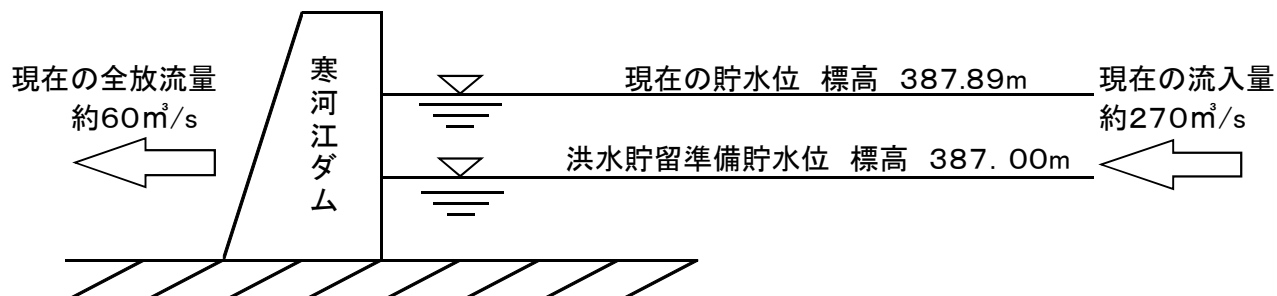 現在の全放流量
約60㎥/s
寒河江ダム
現在の貯水位 標高 387.89m
洪水貯留準備貯水位 標高 387.00m
現在の流入量
約270㎥/s